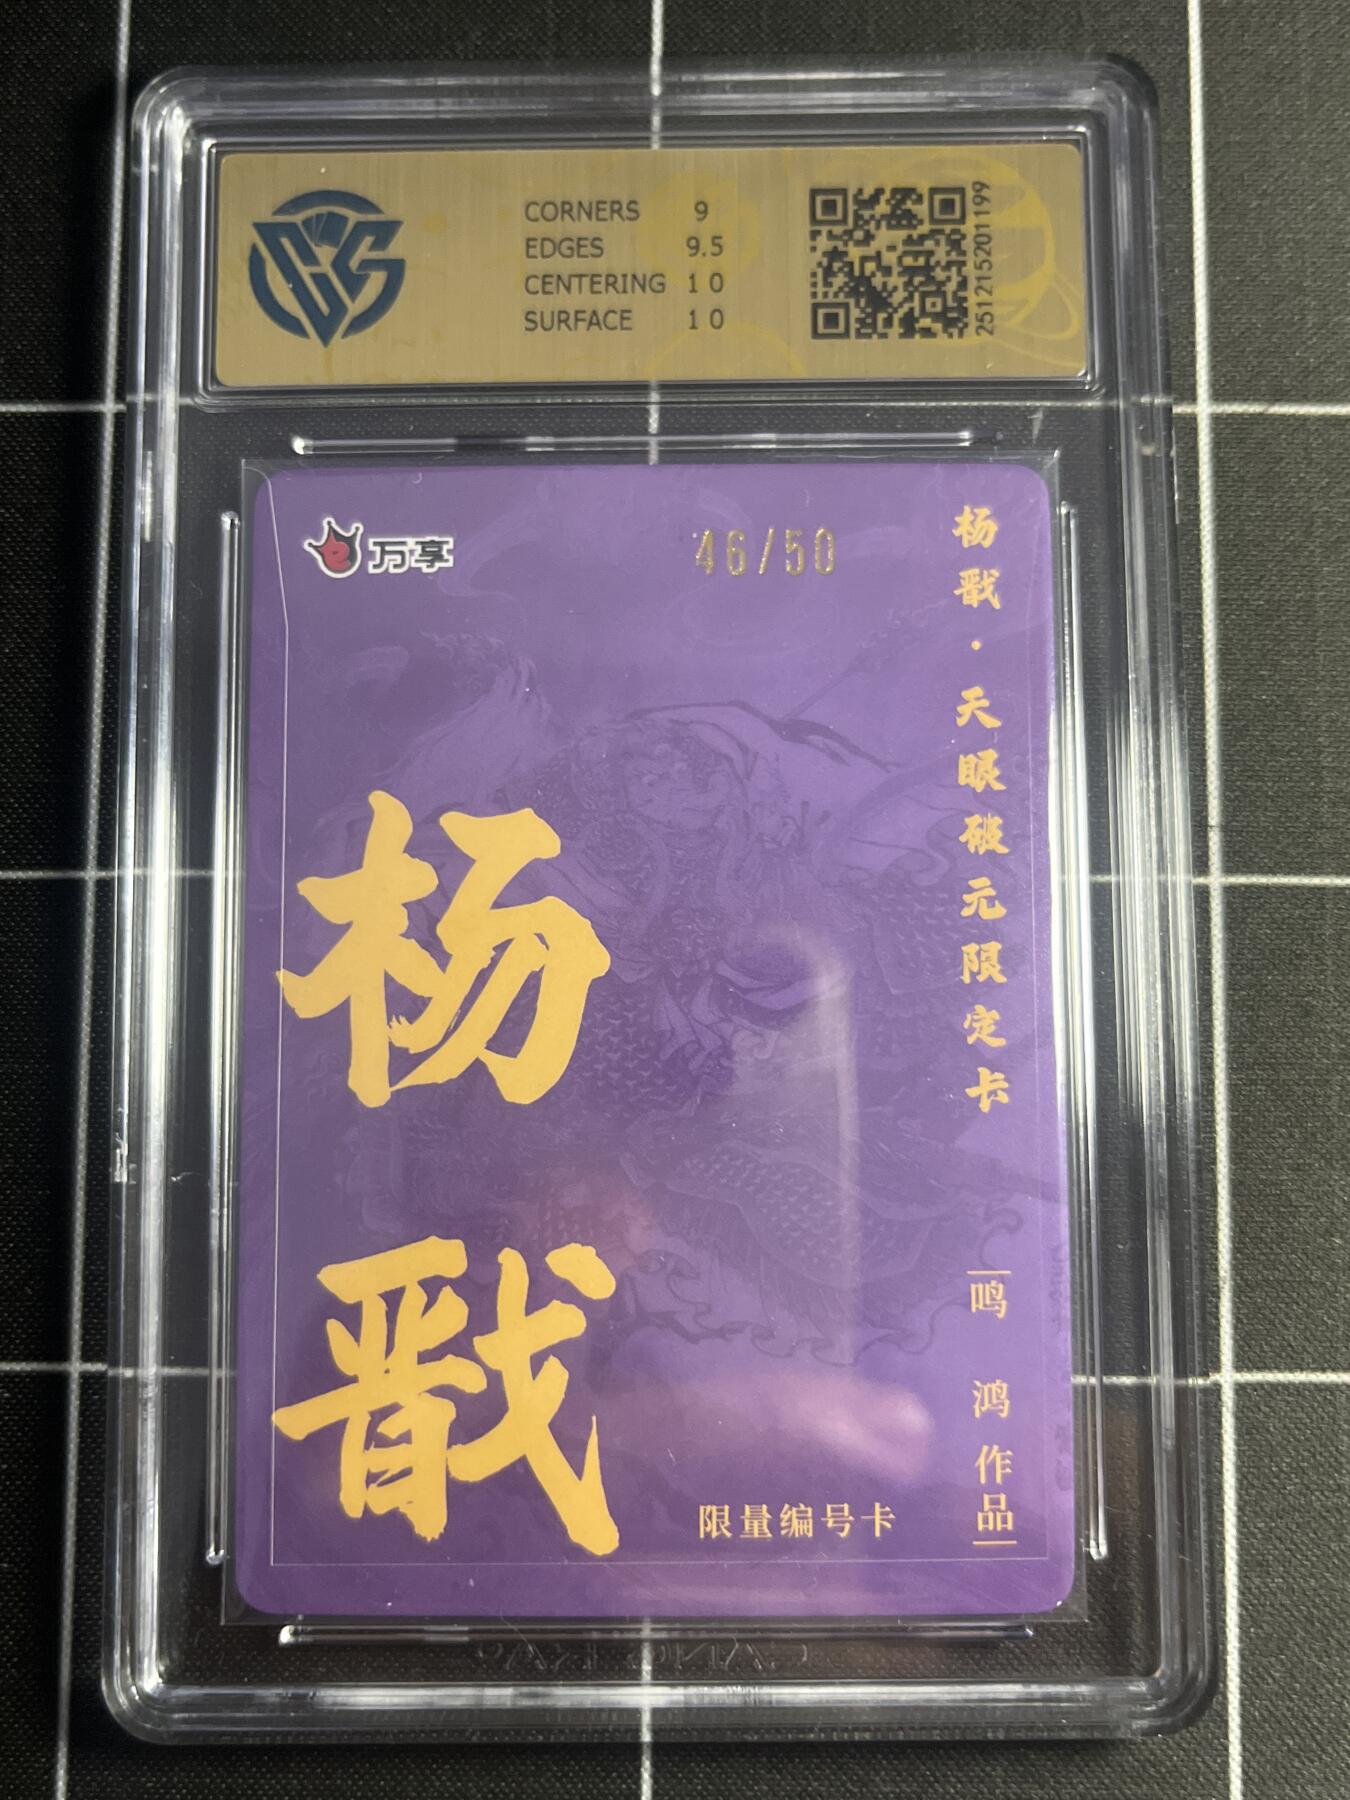 CORNERS 9
EDGES 9.5
CENTERING 10
SURFACE 10
251215201199
万享
46/50
杨戬·天眼破元限定卡
杨戬
鸣鸿作品
限量编号卡